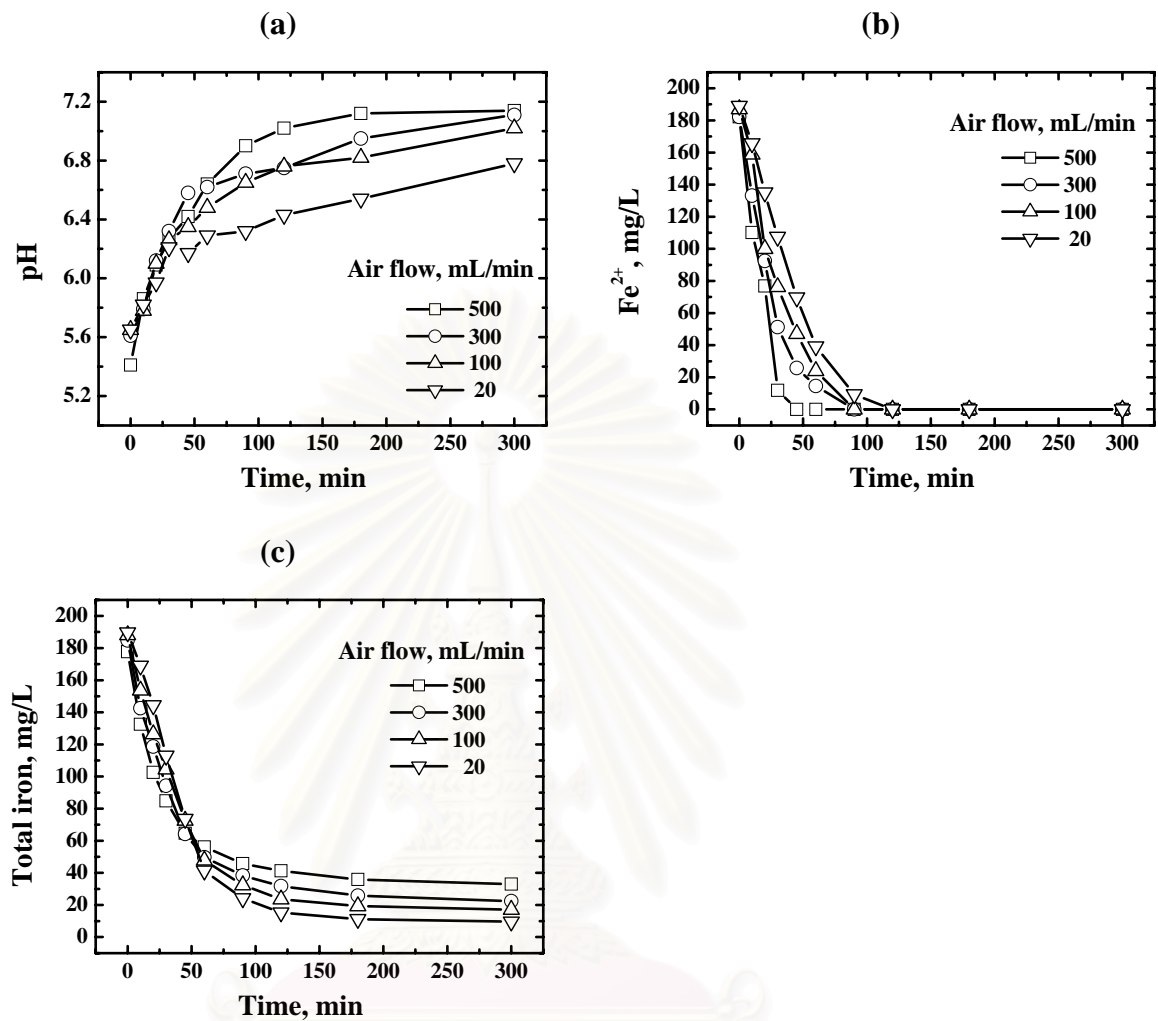 (a)
7.2
6.8
6.4
6.0
5.6
5.2
pH
Air flow, mL/min
500
300
100
20
0 50 100 150 200 250 300
Time, min
(b)
200
180
160
140
120
100
80
60
40
20
0
Fe2+, mg/L
Air flow, mL/min
500
300
100
20
0 50 100 150 200 250 300
Time, min
(c)
200
180
160
140
120
100
80
60
40
20
0
Total iron, mg/L
Air flow, mL/min
500
300
100
20
0 50 100 150 200 250 300
Time, min